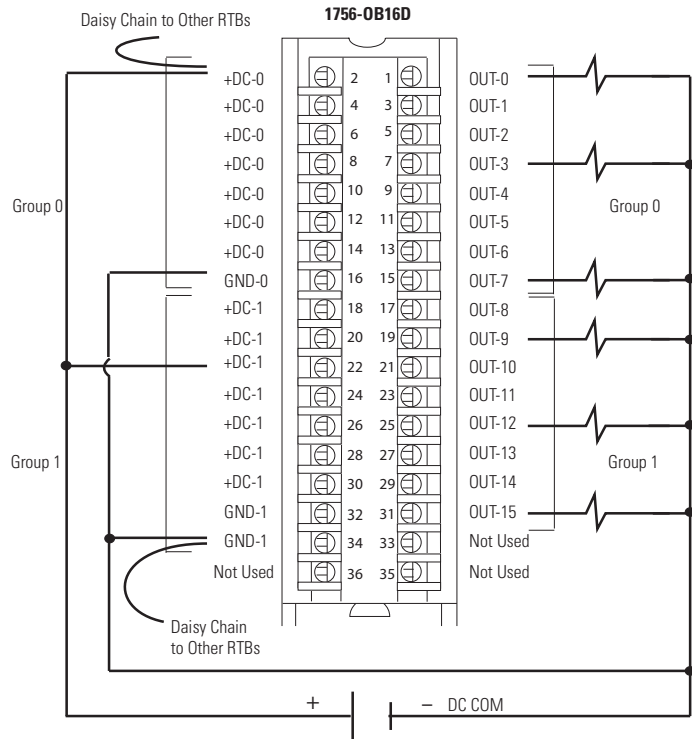 1756-OB16D
Daisy Chain to Other RTBs
+DC-0 2 1 OUT-0
+DC-0 4 3 OUT-1
+DC-0 6 5 OUT-2
+DC-0 8 7 OUT-3
+DC-0 10 9 OUT-4
Group 0 Group 0
+DC-0 12 11 OUT-5
+DC-0 14 13 OUT-6
GND-0 16 15 OUT-7
+DC-1 18 17 OUT-8
+DC-1 20 19 OUT-9
+DC-1 22 21 OUT-10
+DC-1 24 23 OUT-11
+DC-1 26 25 OUT-12
+DC-1 28 27 OUT-13
Group 1 Group 1
+DC-1 30 29 OUT-14
GND-1 32 31 OUT-15
GND-1 34 33 Not Used
Not Used 36 35 Not Used
Daisy Chain
to Other RTBs
+ – DC COM